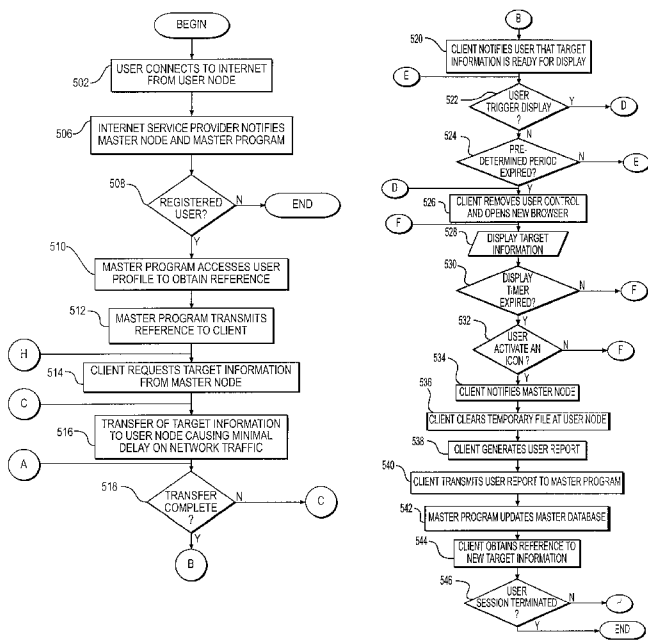 BEGIN
502
USER CONNECTS TO INTERNET
FROM USER NODE
506
INTERNET SERVICE PROVIDER NOTIFIES
MASTER NODE AND MASTER PROGRAM
508
REGISTERED
USER?
N
END
Y
510
MASTER PROGRAM ACCESSES USER
PROFILE TO OBTAIN REFERENCE
512
MASTER PROGRAM TRANSMITS
REFERENCE TO CLIENT
H
514
CLIENT REQUESTS TARGET INFORMATION
FROM MASTER NODE
C
516
TRANSFER OF TARGET INFORMATION
TO USER NODE CAUSING MINIMAL
DELAY ON NETWORK TRAFFIC
A
518
TRANSFER
COMPLETE
?
N
C
Y
B
B
520
CLIENT NOTIFIES USER THAT TARGET
INFORMATION IS READY FOR DISPLAY
E
522
USER
TRIGGER DISPLAY
?
Y
D
N
524
PRE-
DETERMINED PERIOD
EXPIRED?
N
E
D
Y
526
CLIENT REMOVES USER CONTROL
AND OPENS NEW BROWSER
F
528
DISPLAY TARGET
INFORMATION
530
DISPLAY
TIMER
EXPIRED?
N
F
Y
532
USER
ACTIVATE AN
ICON ?
N
F
Y
534
CLIENT NOTIFIES MASTER NODE
536
CLIENT CLEARS TEMPORARY FILE AT USER NODE
538
CLIENT GENERATES USER REPORT
540
CLIENT TRANSMITS USER REPORT TO MASTER PROGRAM
542
MASTER PROGRAM UPDATES MASTER DATABASE
544
CLIENT OBTAINS REFERENCE TO
NEW TARGET INFORMATION
546
USER
SESSION TERMINATED
?
N
Y
END